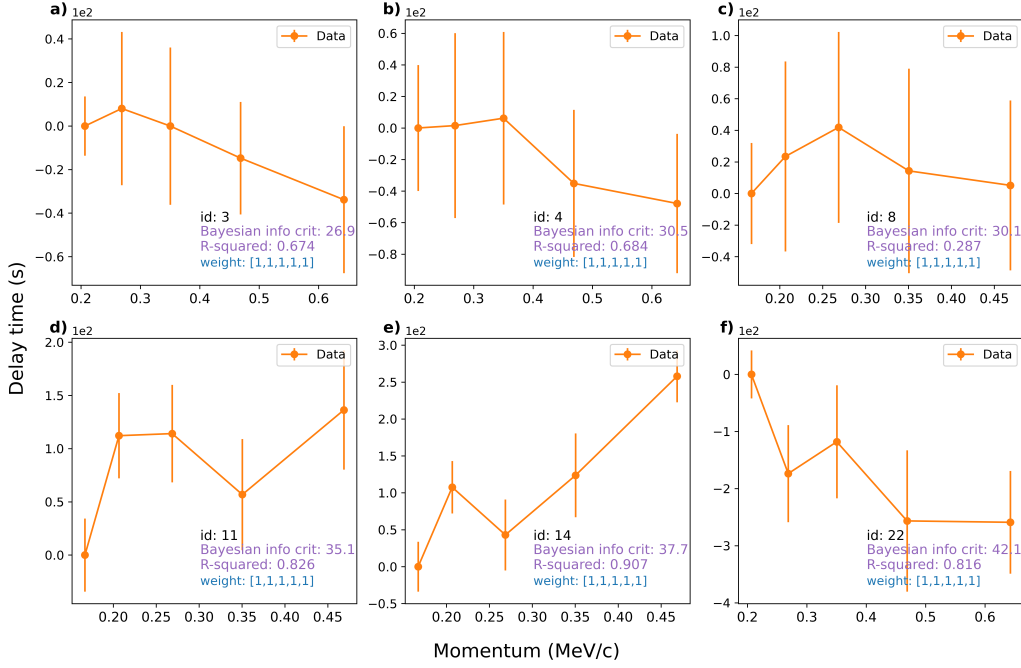 a)
1e2
Data
0.4
0.2
0.0
−0.2
−0.4
−0.6
id: 3
Bayesian info crit: 26.9
R-squared: 0.674
weight: [1,1,1,1,1]
0.2 0.3 0.4 0.5 0.6
b)
1e2
Data
0.6
0.4
0.2
0.0
−0.2
−0.4
−0.6
−0.8
id: 4
Bayesian info crit: 30.5
R-squared: 0.684
weight: [1,1,1,1,1]
0.2 0.3 0.4 0.5 0.6
c)
1e2
Data
1.0
0.8
0.6
0.4
0.2
0.0
−0.2
−0.4
id: 8
Bayesian info crit: 30.1
R-squared: 0.287
weight: [1,1,1,1,1]
0.20 0.25 0.30 0.35 0.40 0.45
Delay time (s)
d)
1e2
Data
2.0
1.5
1.0
0.5
0.0
id: 11
Bayesian info crit: 35.1
R-squared: 0.826
weight: [1,1,1,1,1]
0.20 0.25 0.30 0.35 0.40 0.45
e)
1e2
Data
3.0
2.5
2.0
1.5
1.0
0.5
0.0
−0.5
id: 14
Bayesian info crit: 37.7
R-squared: 0.907
weight: [1,1,1,1,1]
0.20 0.25 0.30 0.35 0.40 0.45
f)
1e2
Data
0
−1
−2
−3
−4
id: 22
Bayesian info crit: 42.1
R-squared: 0.816
weight: [1,1,1,1,1]
0.2 0.3 0.4 0.5 0.6
Momentum (MeV/c)